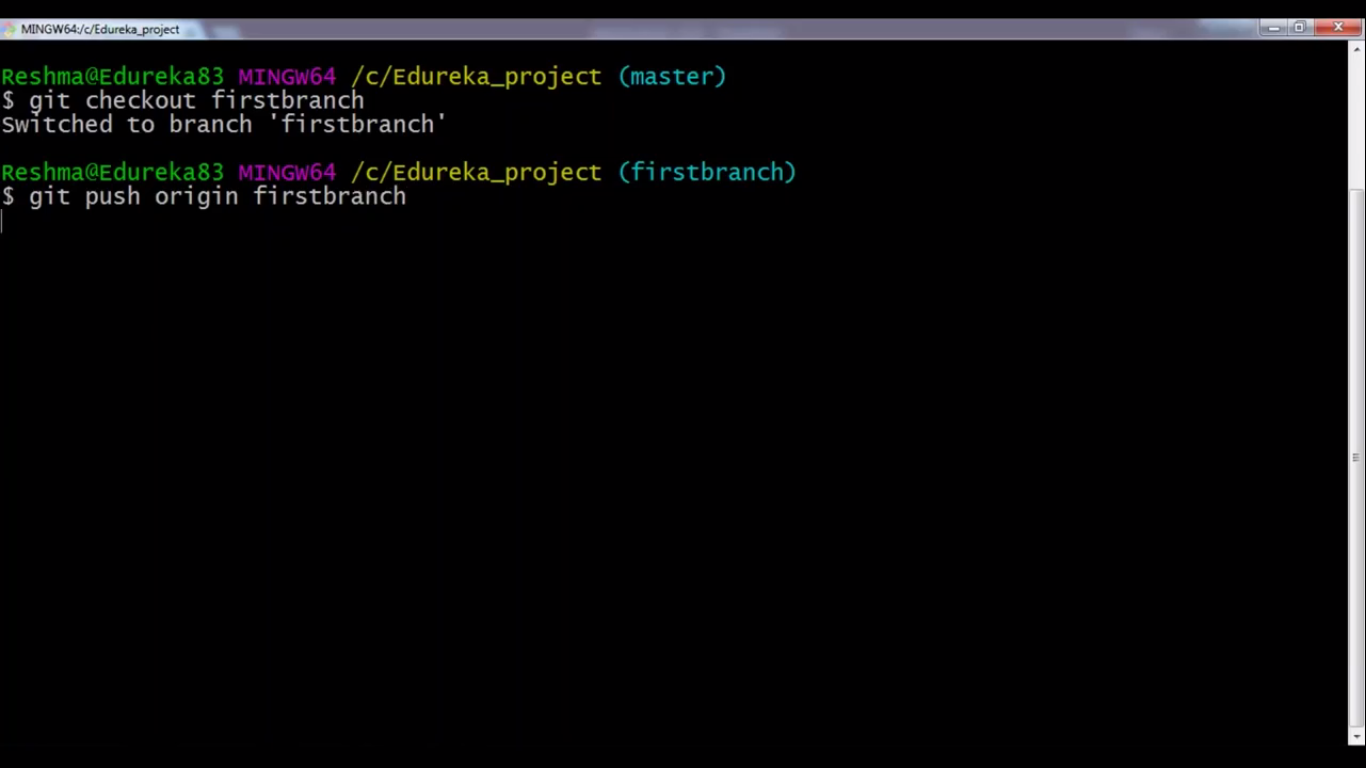 MINGW64:/c/Edureka_project
Reshma@Edureka83 MINGW64 /c/Edureka_project (master)
$ git checkout firstbranch
Switched to branch 'firstbranch'
Reshma@Edureka83 MINGW64 /c/Edureka_project (firstbranch)
$ git push origin firstbranch